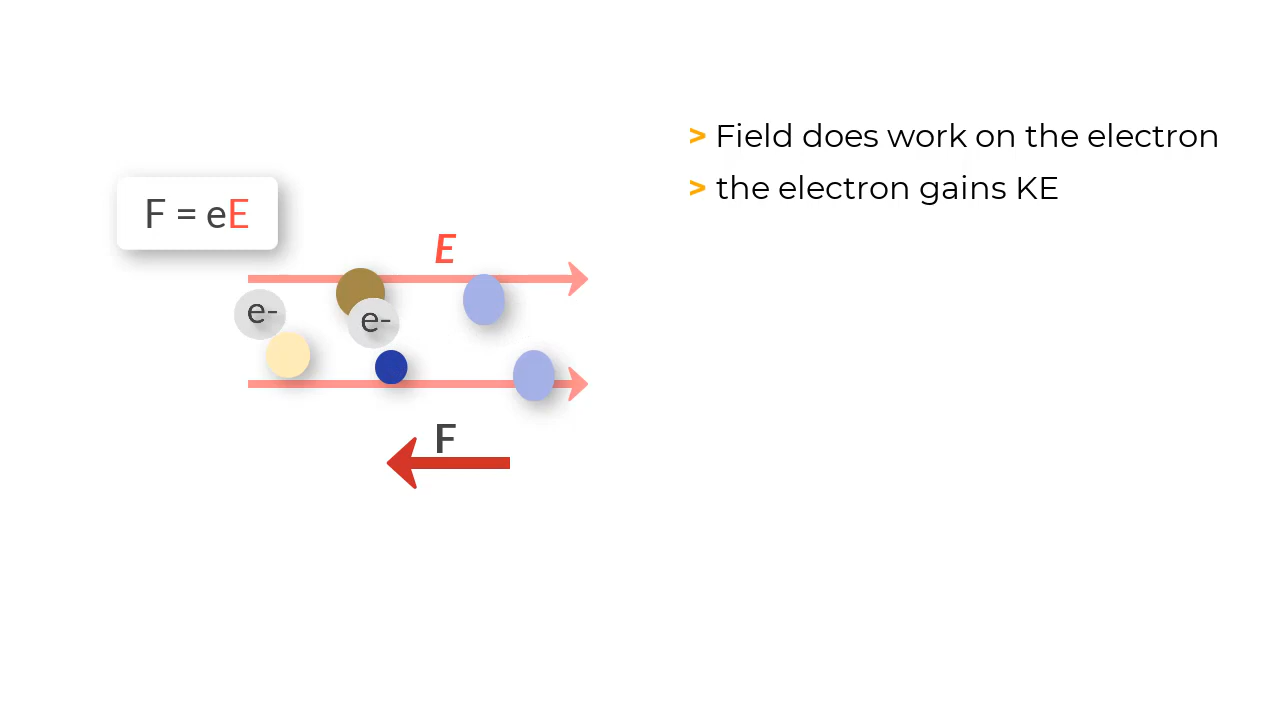 > Field does work on the electron
> the electron gains KE
F = eE
E
e-
e-
F